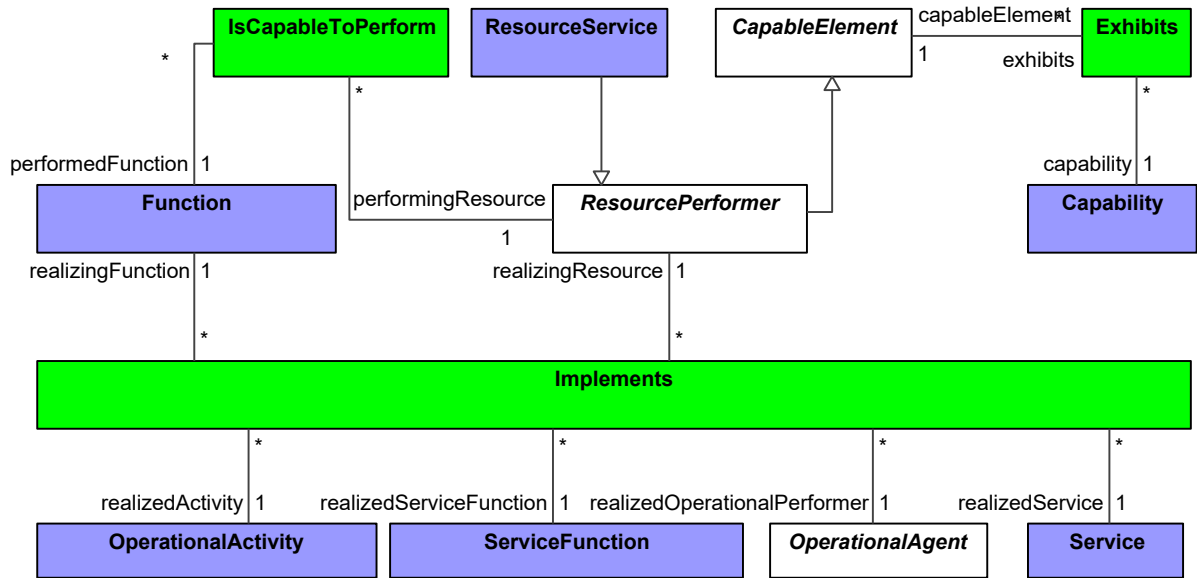 IsCapableToPerform
ResourceService
CapableElement
capableElement
*
Exhibits
*
1
exhibits
*
*
performedFunction 1
capability 1
Function
performingResource
ResourcePerformer
Capability
1
realizingFunction 1
realizingResource 1
*
*
Implements
*
*
*
*
realizedActivity 1
realizedServiceFunction 1
realizedOperationalPerformer 1
realizedService 1
OperationalActivity
ServiceFunction
OperationalAgent
Service